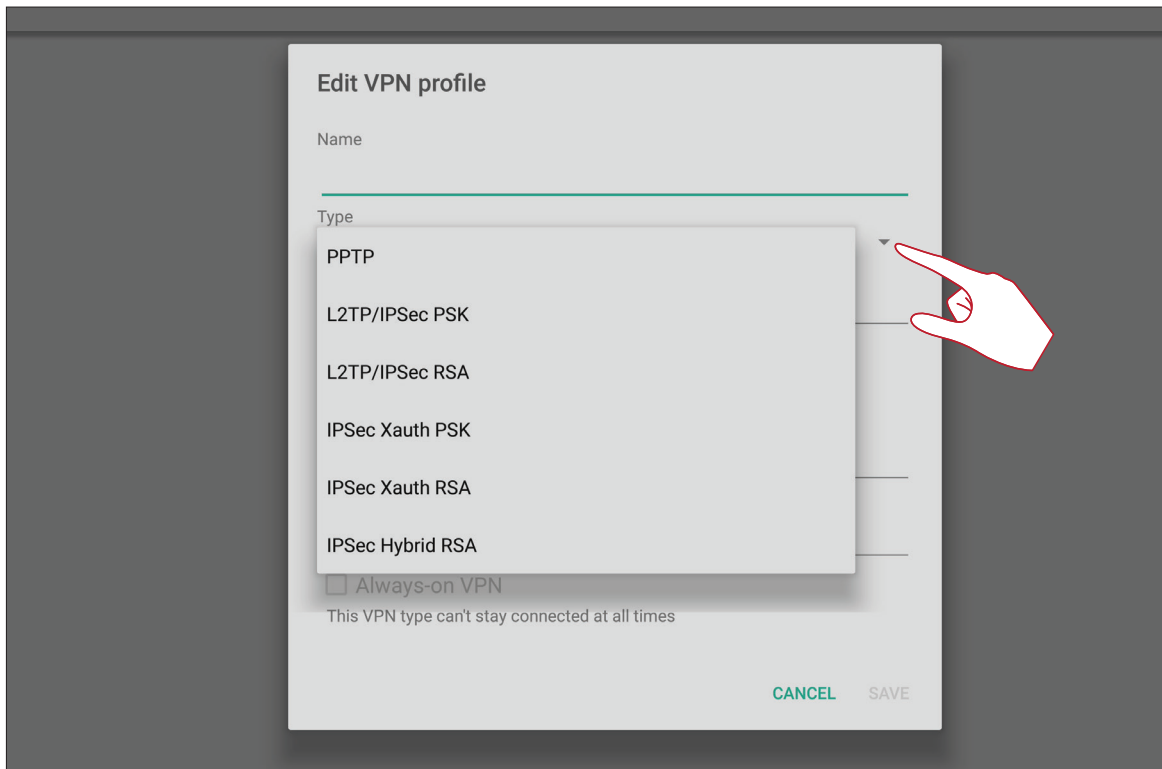 Edit VPN profile
Name
Type
PPTP
L2TP/IPSec PSK
L2TP/IPSec RSA
IPSec Xauth PSK
IPSec Xauth RSA
IPSec Hybrid RSA
Always-on VPN
This VPN type can't stay connected at all times
CANCEL SAVE